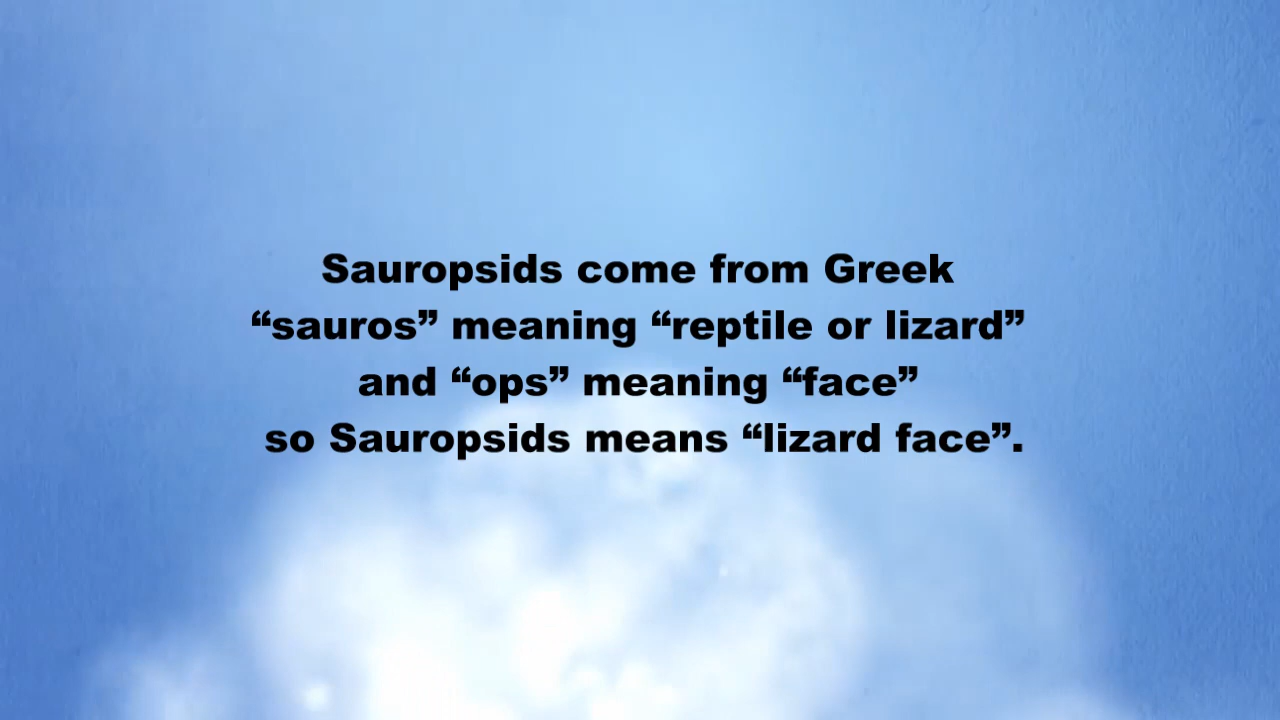 Sauropsids come from Greek
“sauros” meaning “reptile or lizard”
and “ops” meaning “face”
so Sauropsids means “lizard face”.